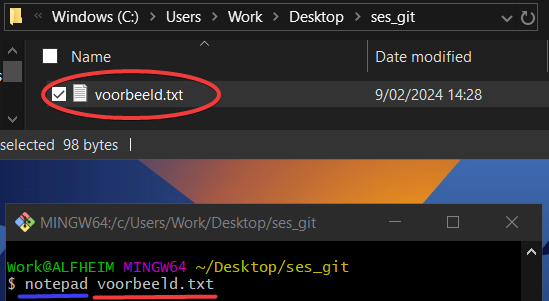 Windows (C:) > Users > Work > Desktop > ses_git
Name Date modified
voorbeeld.txt 9/02/2024 14:28
selected 98 bytes
MINGW64:/c/Users/Work/Desktop/ses_git
Work@ALFHEIM MINGW64 ~/Desktop/ses_git
$ notepad voorbeeld.txt